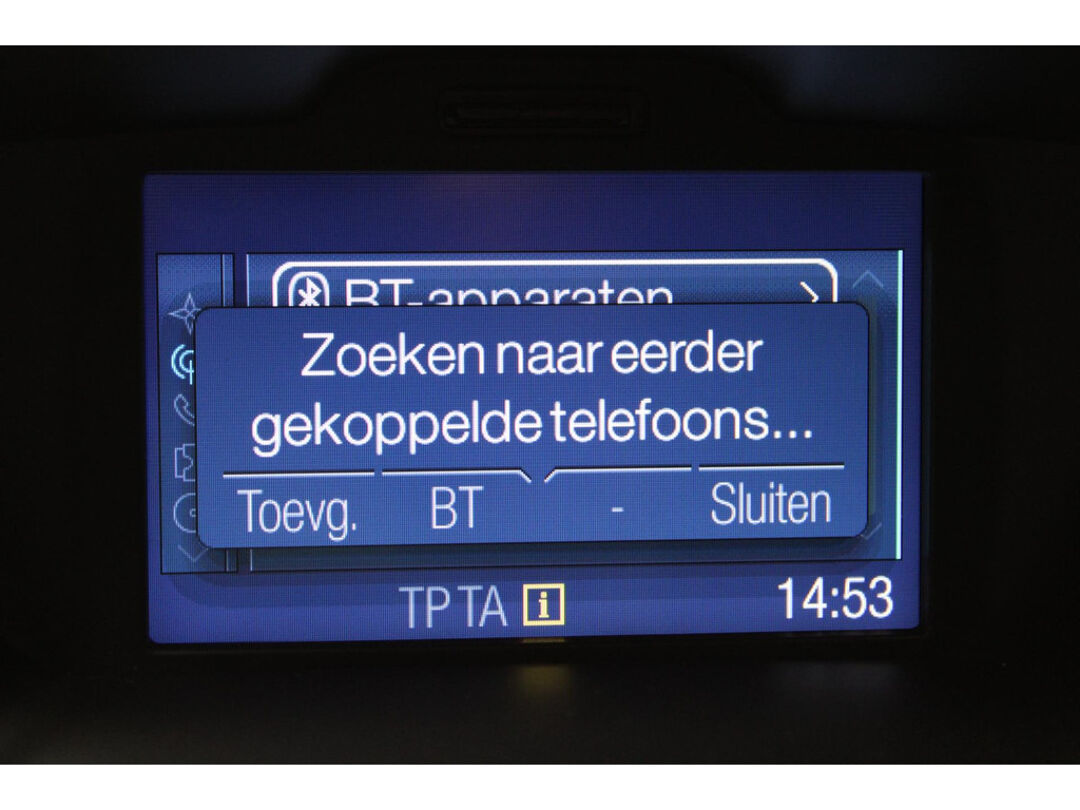 BT-apparaten
Zoeken naar eerder
gekoppelde telefoons...
Toevg. BT - Sluiten
TP TA i 14:53